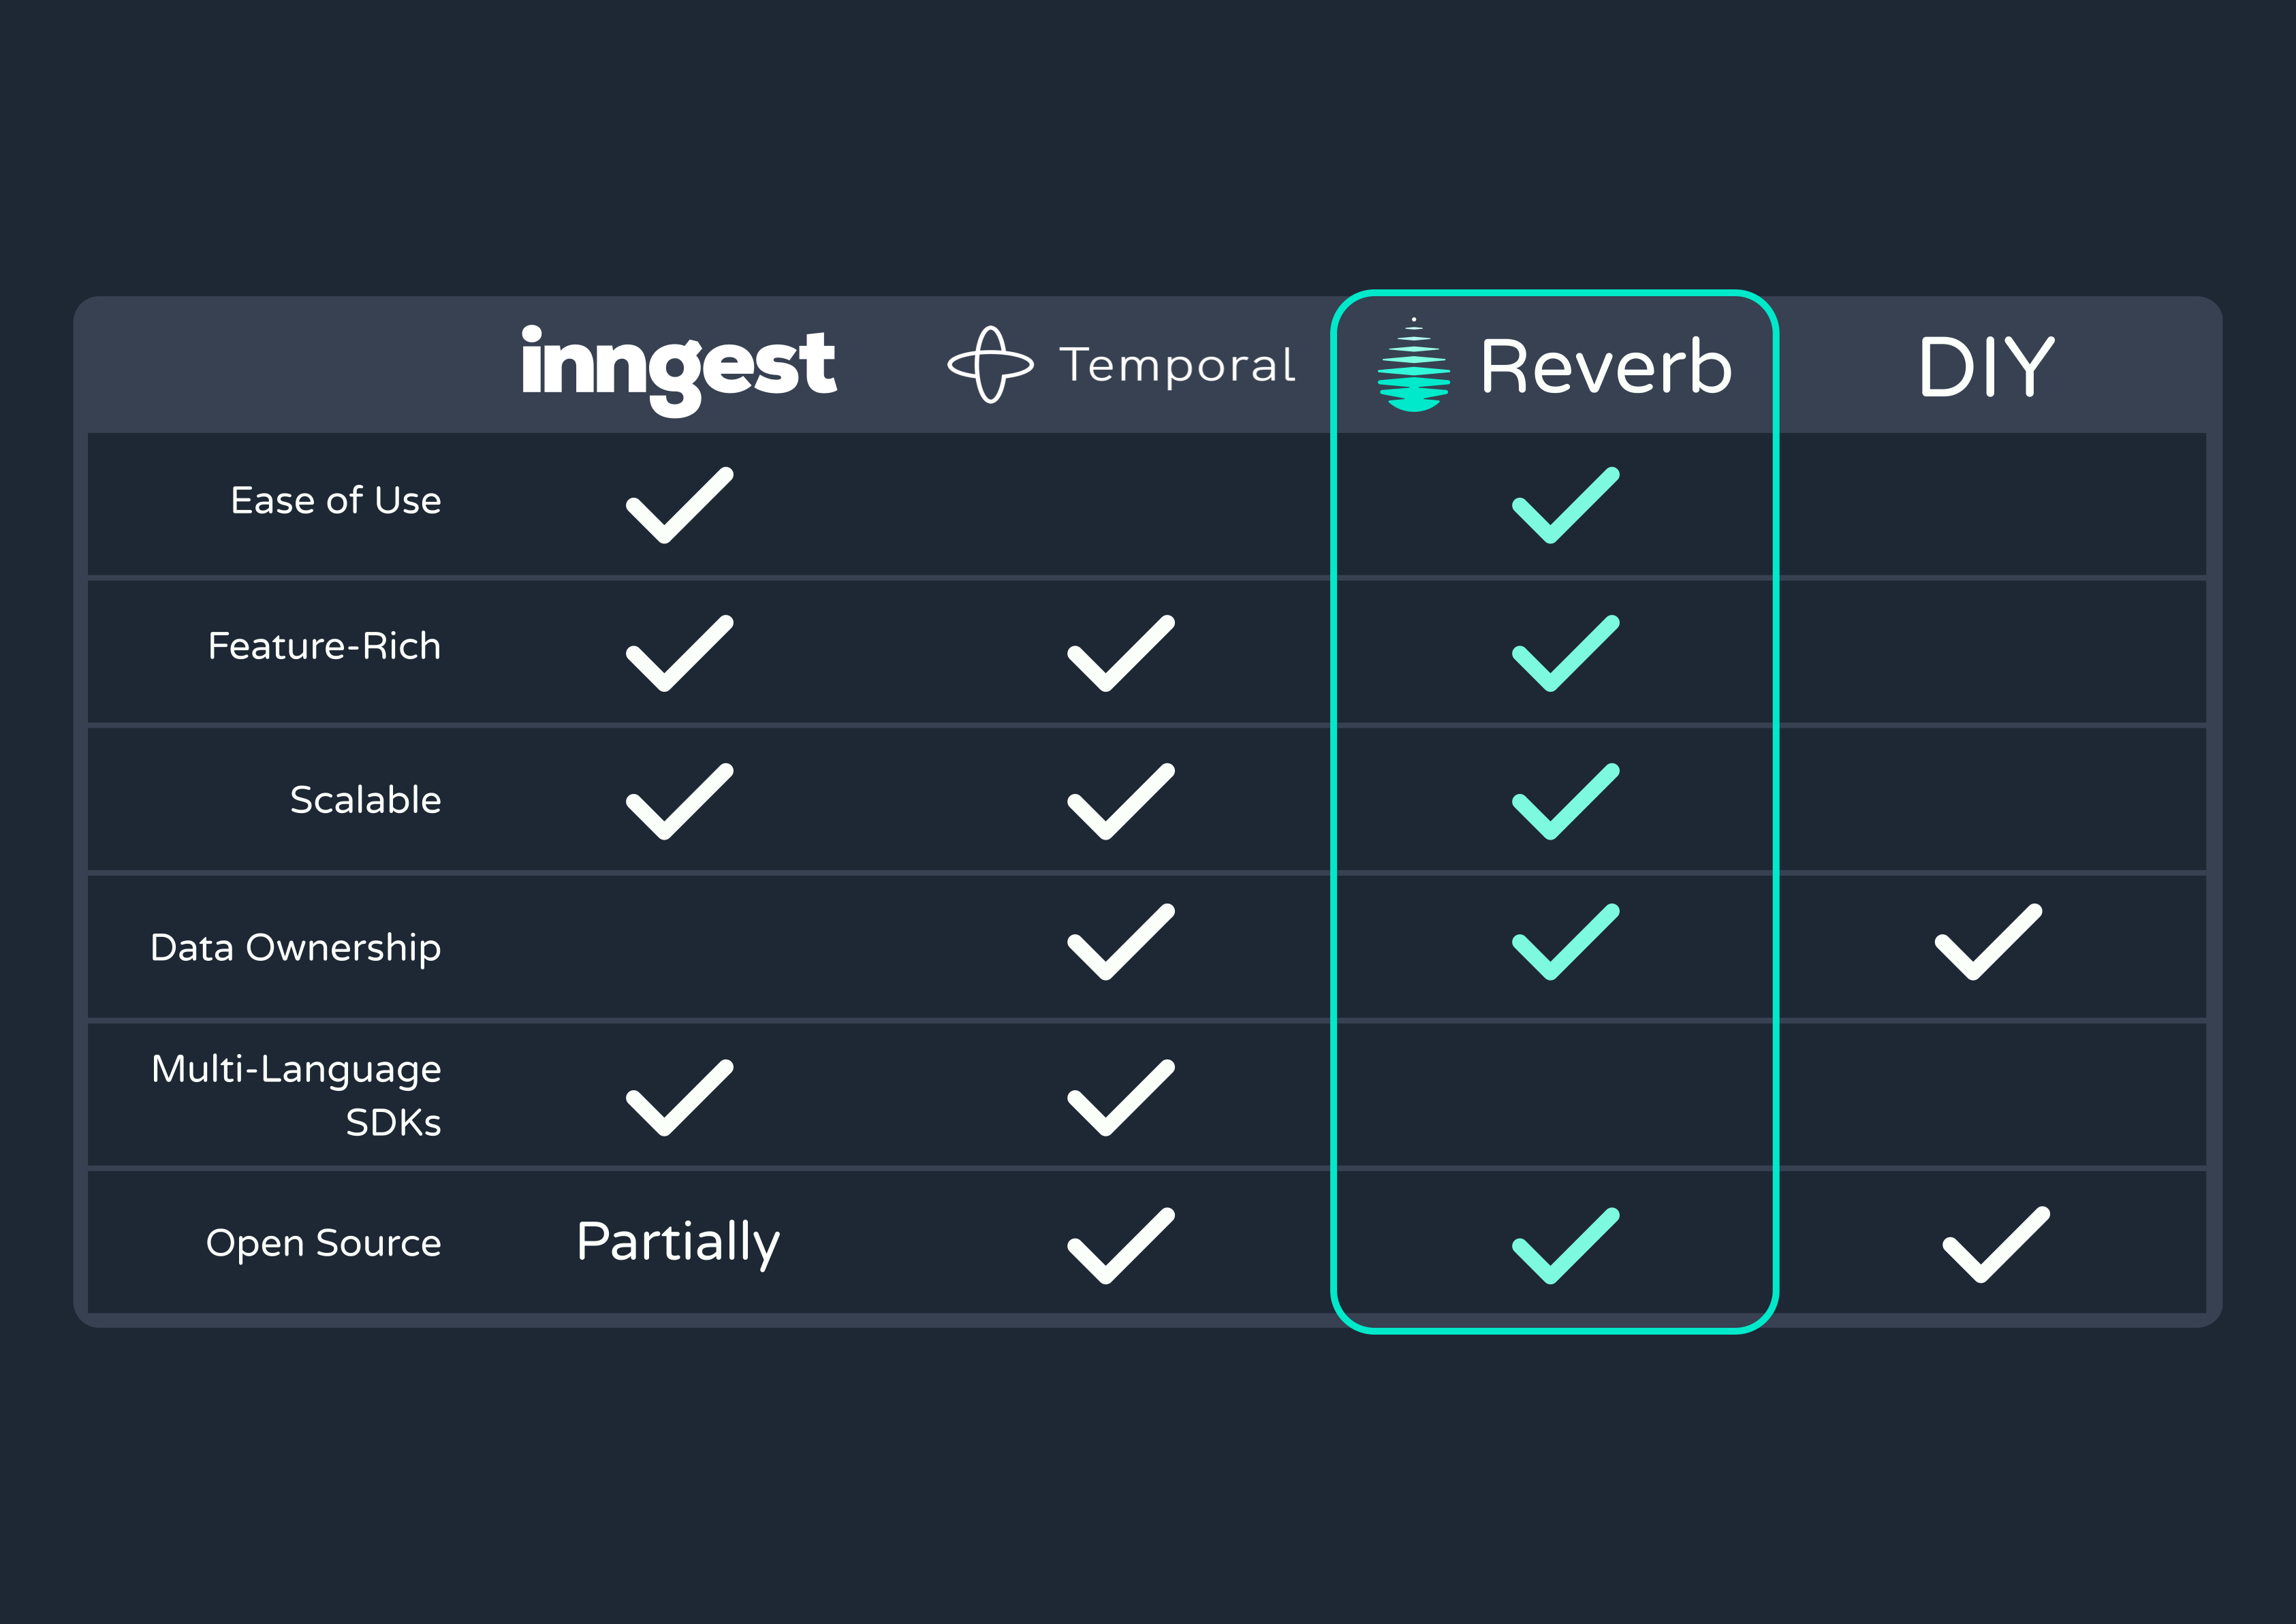 inngest
Temporal
Reverb
DIY
Ease of Use
Feature-Rich
Scalable
Data Ownership
Multi-Language
SDKs
Open Source
Partially